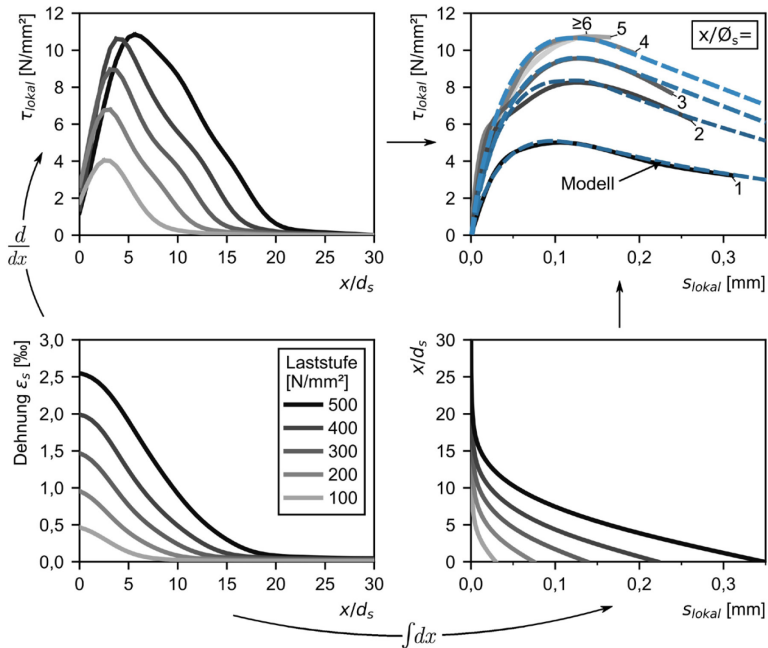 12
10
8
6
4
2
0
τlokal [N/mm²]
0 5 10 15 20 25 30
x/ds
12
10
8
6
4
2
0
τlokal [N/mm²]
≥6 5
4
3
2
1
x/Øs=
Modell
0,0 0,1 0,2 0,3
slokal [mm]
d
dx
3,0
2,5
2,0
1,5
1,0
0,5
0,0
Dehnung εs [‰]
Laststufe
[N/mm²]
500
400
300
200
100
0 5 10 15 20 25 30
x/ds
30
25
20
15
10
5
0
x/ds
0,0 0,1 0,2 0,3
slokal [mm]
∫dx